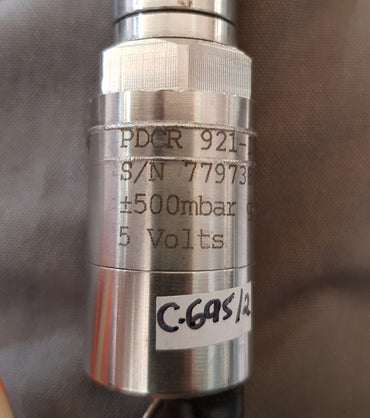 PDCR 921-
S/N 77973
±500mbar
5 Volts
C.695/2